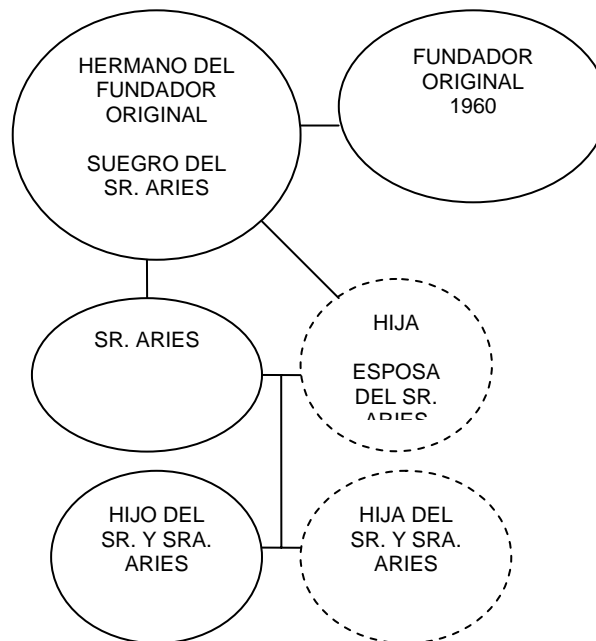 HERMANO DEL
FUNDADOR
ORIGINAL
SUEGRO DEL
SR. ARIES
FUNDADOR
ORIGINAL
1960
SR. ARIES
HIJA
ESPOSA
DEL SR.
ARIES
HIJO DEL
SR. Y SRA.
ARIES
HIJA DEL
SR. Y SRA.
ARIES